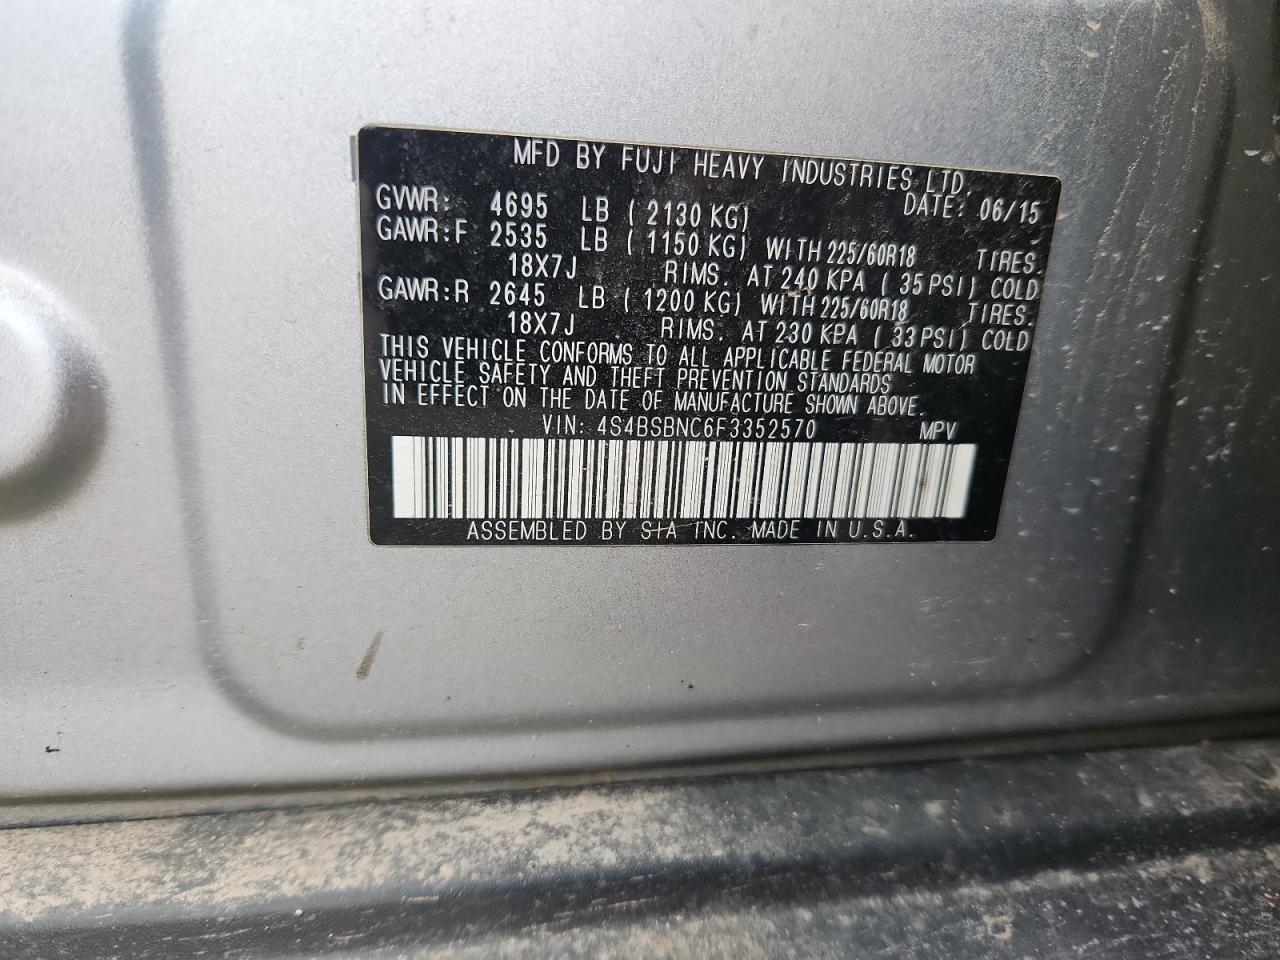 MFD BY FUJI HEAVY INDUSTRIES LTD.
DATE: 06/15
GVWR: 4695 LB ( 2130 KG)
GAWR:F 2535 LB ( 1150 KG) WITH 225/60R18 TIRES.
18X7J RIMS. AT 240 KPA ( 35 PSI) COLD
GAWR:R 2645 LB ( 1200 KG) WITH 225/60R18 TIRES.
18X7J RIMS. AT 230 KPA ( 33 PSI) COLD
THIS VEHICLE CONFORMS TO ALL APPLICABLE FEDERAL MOTOR
VEHICLE SAFETY AND THEFT PREVENTION STANDARDS
IN EFFECT ON THE DATE OF MANUFACTURE SHOWN ABOVE.
VIN: 4S4BSBNC6F3352570 MPV
ASSEMBLED BY SIA INC. MADE IN U.S.A.